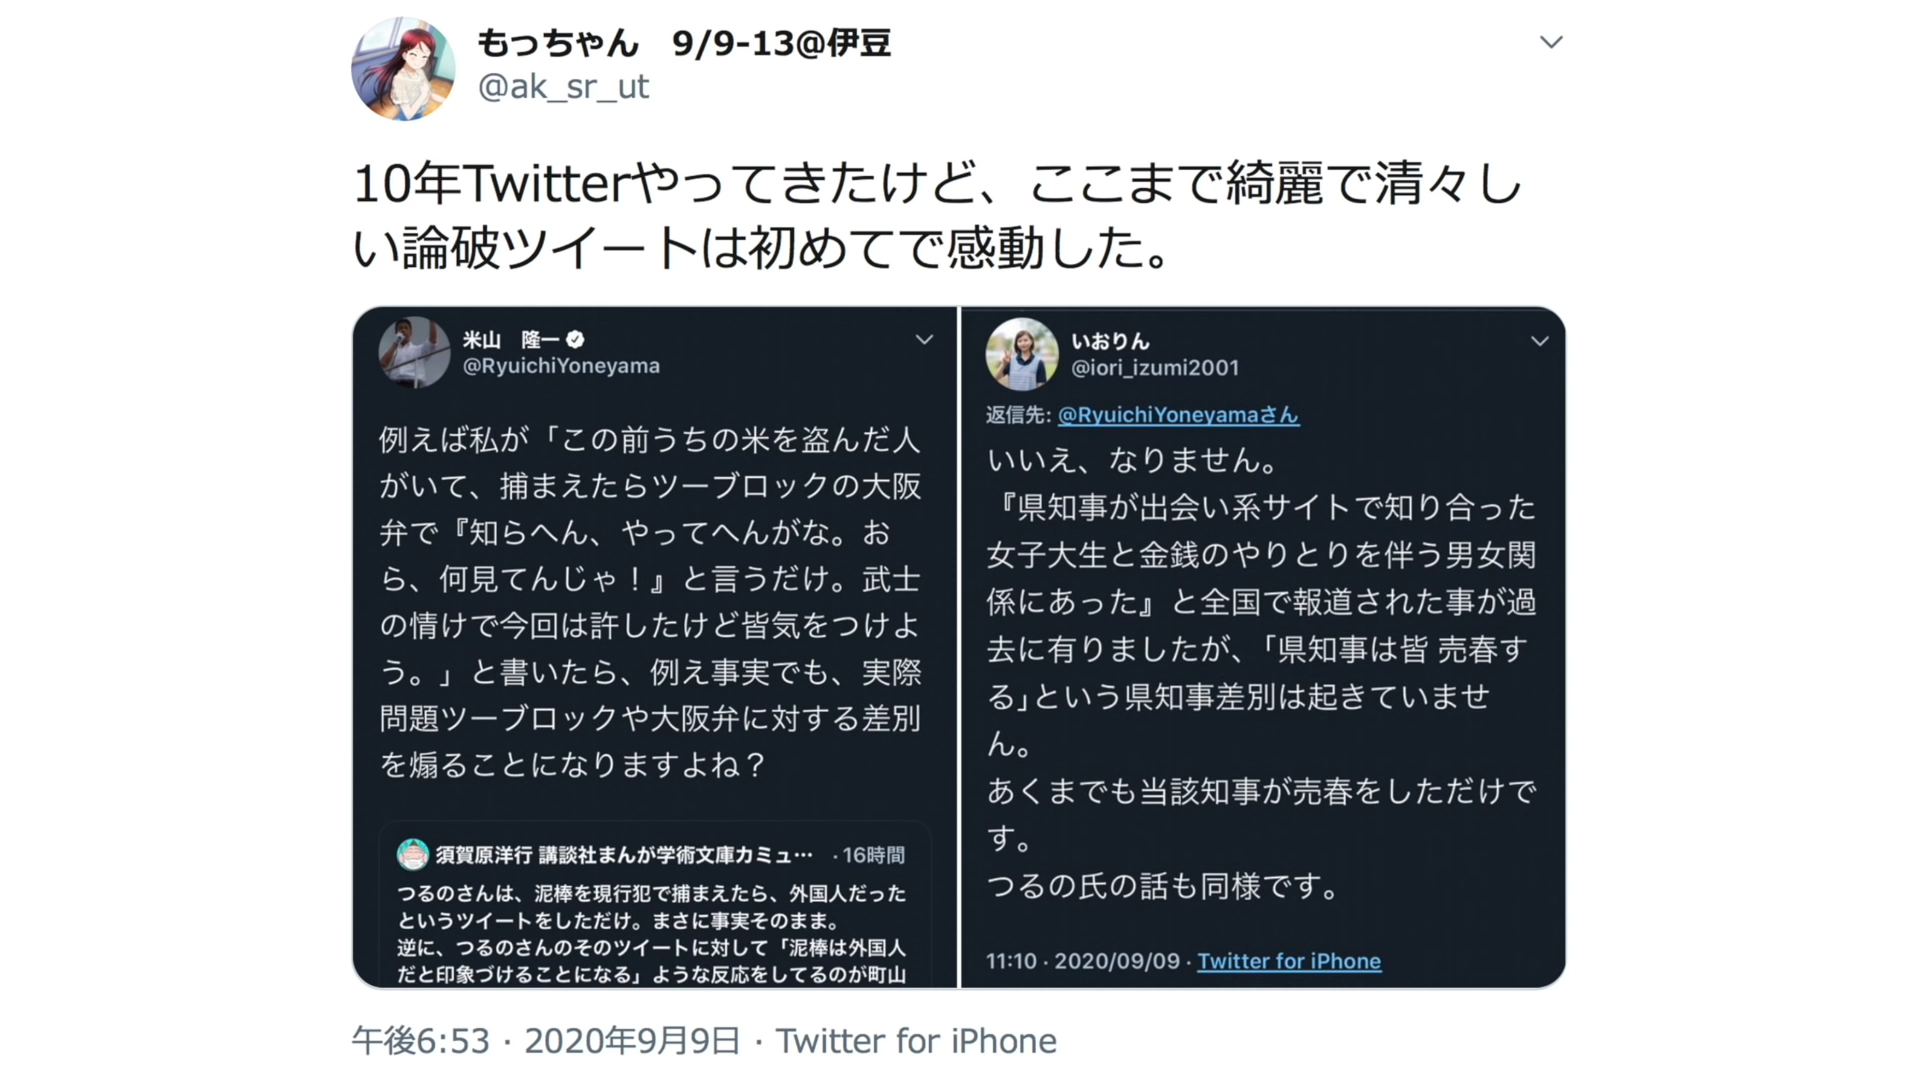 もっちゃん　9/9-13@伊豆
@ak_sr_ut
10年Twitterやってきたけど、ここまで綺麗で清々し
い論破ツイートは初めてで感動した。
米山　隆一
@RyuichiYoneyama
例えば私が「この前うちの米を盗んだ人
がいて、捕まえたらツーブロックの大阪
弁で『知らへん、やってへんがな。お
ら、何見てんじゃ！』と言うだけ。武士
の情けで今回は許したけど皆気をつけよ
う。」と書いたら、例え事実でも、実際
問題ツーブロックや大阪弁に対する差別
を煽ることになりますよね？
須賀原洋行 講談社まんが学術文庫カミュ… ・16時間
つるのさんは、泥棒を現行犯で捕まえたら、外国人だった
というツイートをしただけ。まさに事実そのまま。
逆に、つるのさんのそのツイートに対して「泥棒は外国人
だと印象づけることになる」ような反応をしてるのが町山
いおりん
@iori_izumi2001
返信先: @RyuichiYoneyamaさん
いいえ、なりません。
『県知事が出会い系サイトで知り合った
女子大生と金銭のやりとりを伴う男女関
係にあった』と全国で報道された事が過
去に有りましたが、「県知事は皆 売春す
る」という県知事差別は起きていませ
ん。
あくまでも当該知事が売春をしただけで
す。
つるの氏の話も同様です。
11:10 · 2020/09/09 · Twitter for iPhone
午後6:53 · 2020年9月9日 · Twitter for iPhone